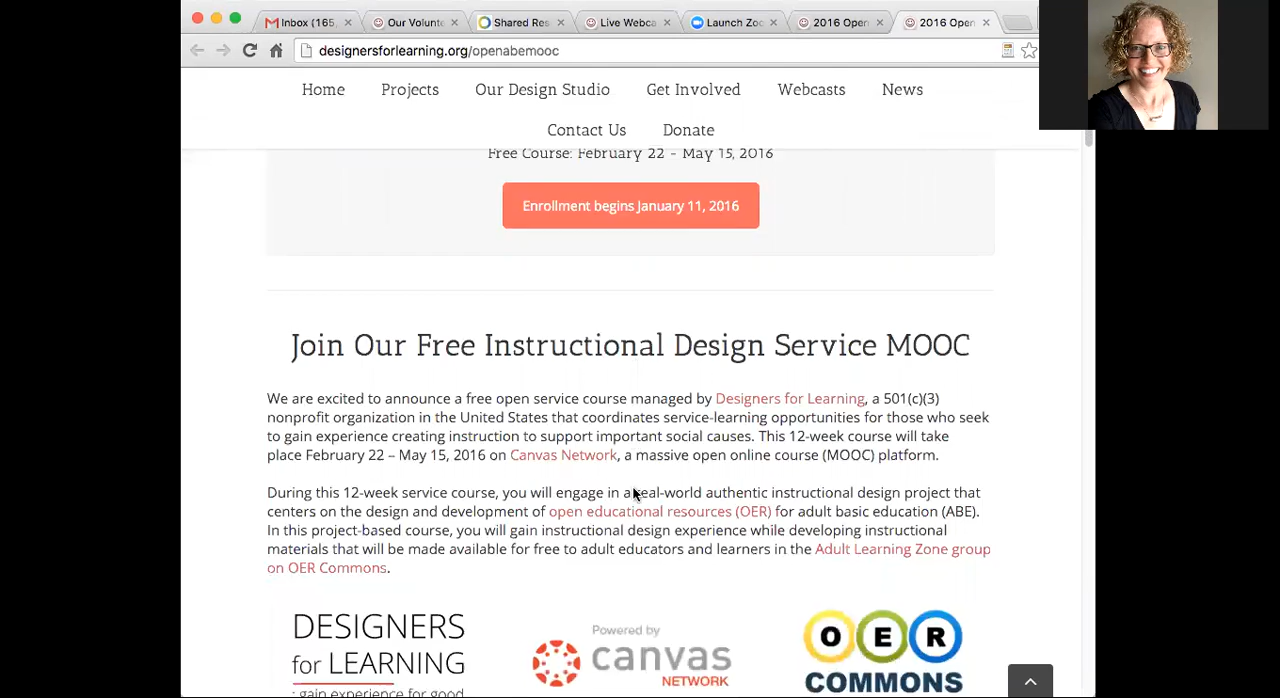 Inbox (165,
Our Volunte
Shared Res
Live Webca
Launch Zoo
2016 Open
2016 Open
designersforlearning.org/openabemooc
Home
Projects
Our Design Studio
Get Involved
Webcasts
News
Contact Us
Donate
Free Course: February 22 – May 15, 2016
Enrollment begins January 11, 2016
Join Our Free Instructional Design Service MOOC
We are excited to announce a free open service course managed by Designers for Learning, a 501(c)(3)
nonprofit organization in the United States that coordinates service-learning opportunities for those who seek
to gain experience creating instruction to support important social causes. This 12-week course will take
place February 22 – May 15, 2016 on Canvas Network, a massive open online course (MOOC) platform.
During this 12-week service course, you will engage in a real-world authentic instructional design project that
centers on the design and development of open educational resources (OER) for adult basic education (ABE).
In this project-based course, you will gain instructional design experience while developing instructional
materials that will be made available for free to adult educators and learners in the Adult Learning Zone group
on OER Commons.
DESIGNERS
for LEARNING
: gain experience for good
Powered by
canvas
NETWORK
OER
COMMONS